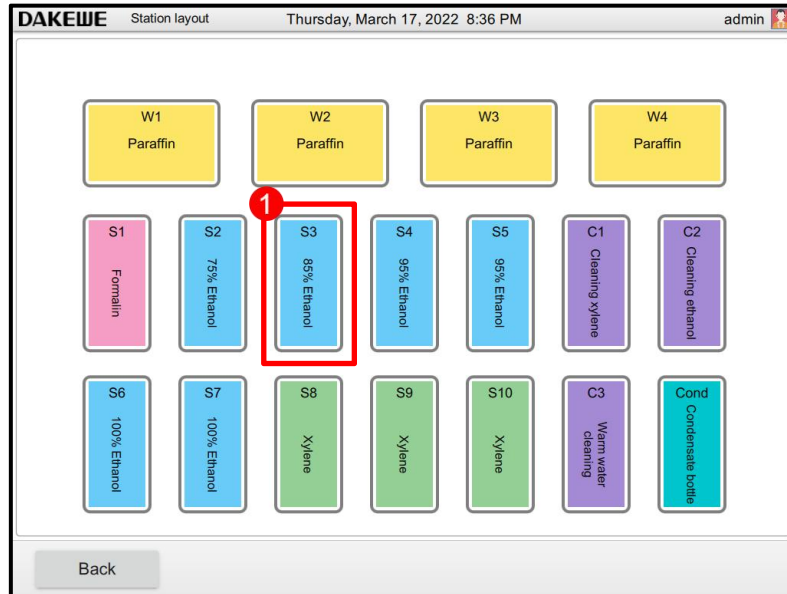 DAKEWE Station layout Thursday, March 17, 2022 8:36 PM admin
W1 W2 W3 W4
Paraffin Paraffin Paraffin Paraffin
1
S1 S2 S3 S4 S5 C1 C2
Formalin
75% Ethanol
85% Ethanol
95% Ethanol
95% Ethanol
Cleaning xylene
Cleaning ethanol
S6 S7 S8 S9 S10 C3 Cond
100% Ethanol
100% Ethanol
Xylene
Xylene
Xylene
Warm water
cleaning
Condensate bottle
Back